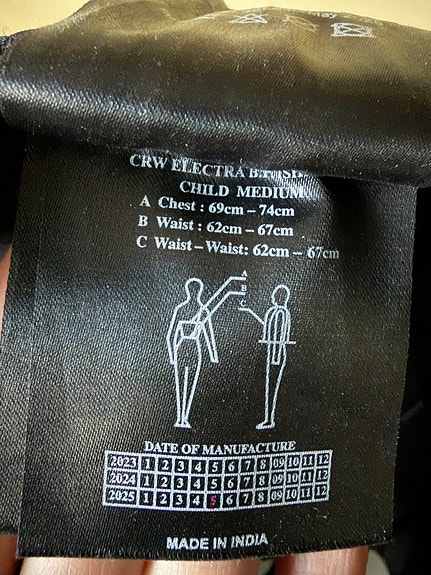 CRW ELECTRA
CHILD MEDIUM
A Chest : 69cm – 74cm
B Waist : 62cm – 67cm
C Waist – Waist: 62cm – 67cm
A
B
C
DATE OF MANUFACTURE
2023 1 2 3 4 5 6 7 8 09 10 11 12
2024 1 2 3 4 5 6 7 8 09 10 11 12
2025 1 2 3 4 5 6 7 8 09 10 11 12
MADE IN INDIA